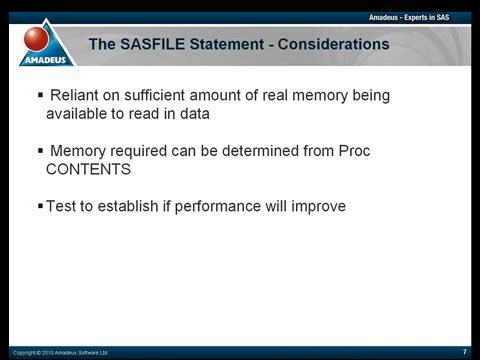 Amadeus - Experts in SAS
The SASFILE Statement - Considerations
AMADEUS
▪ Reliant on sufficient amount of real memory being
available to read in data
▪ Memory required can be determined from Proc
CONTENTS
▪ Test to establish if performance will improve
Copyright © 2010 Amadeus Software Ltd
7